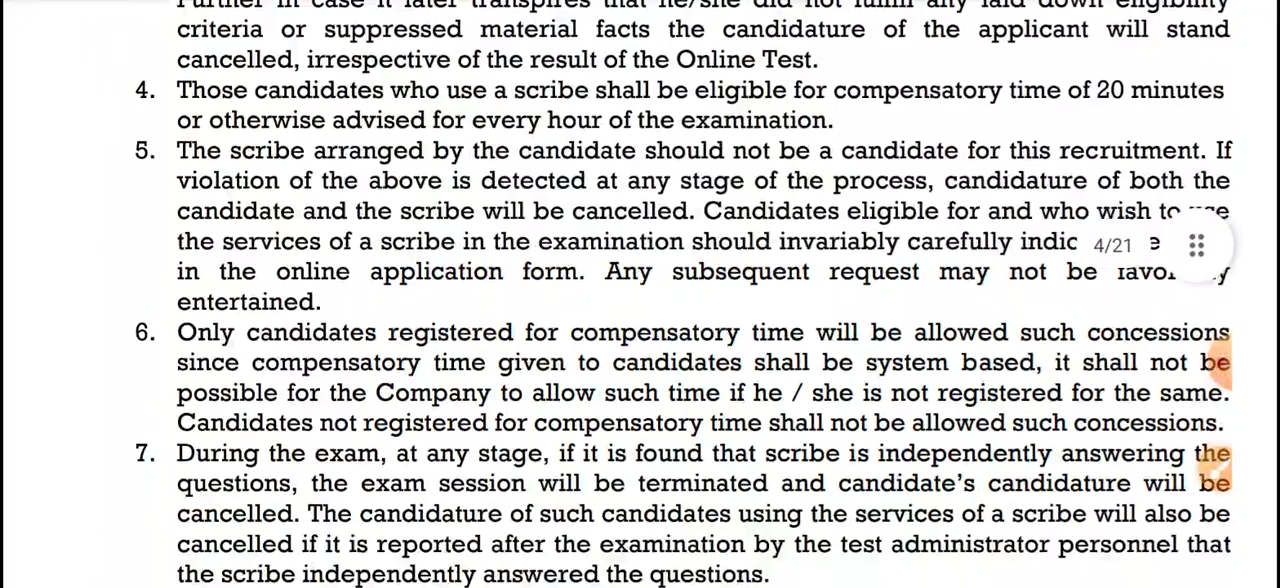 criteria or suppressed material facts the candidature of the applicant will stand
cancelled, irrespective of the result of the Online Test.
4. Those candidates who use a scribe shall be eligible for compensatory time of 20 minutes
or otherwise advised for every hour of the examination.
5. The scribe arranged by the candidate should not be a candidate for this recruitment. If
violation of the above is detected at any stage of the process, candidature of both the
candidate and the scribe will be cancelled. Candidates eligible for and who wish to
the services of a scribe in the examination should invariably carefully indic 4/21 e
in the online application form. Any subsequent request may not be
entertained.
6. Only candidates registered for compensatory time will be allowed such concessions
since compensatory time given to candidates shall be system based, it shall not be
possible for the Company to allow such time if he / she is not registered for the same.
Candidates not registered for compensatory time shall not be allowed such concessions.
7. During the exam, at any stage, if it is found that scribe is independently answering the
questions, the exam session will be terminated and candidate's candidature will be
cancelled. The candidature of such candidates using the services of a scribe will also be
cancelled if it is reported after the examination by the test administrator personnel that
the scribe independently answered the questions.